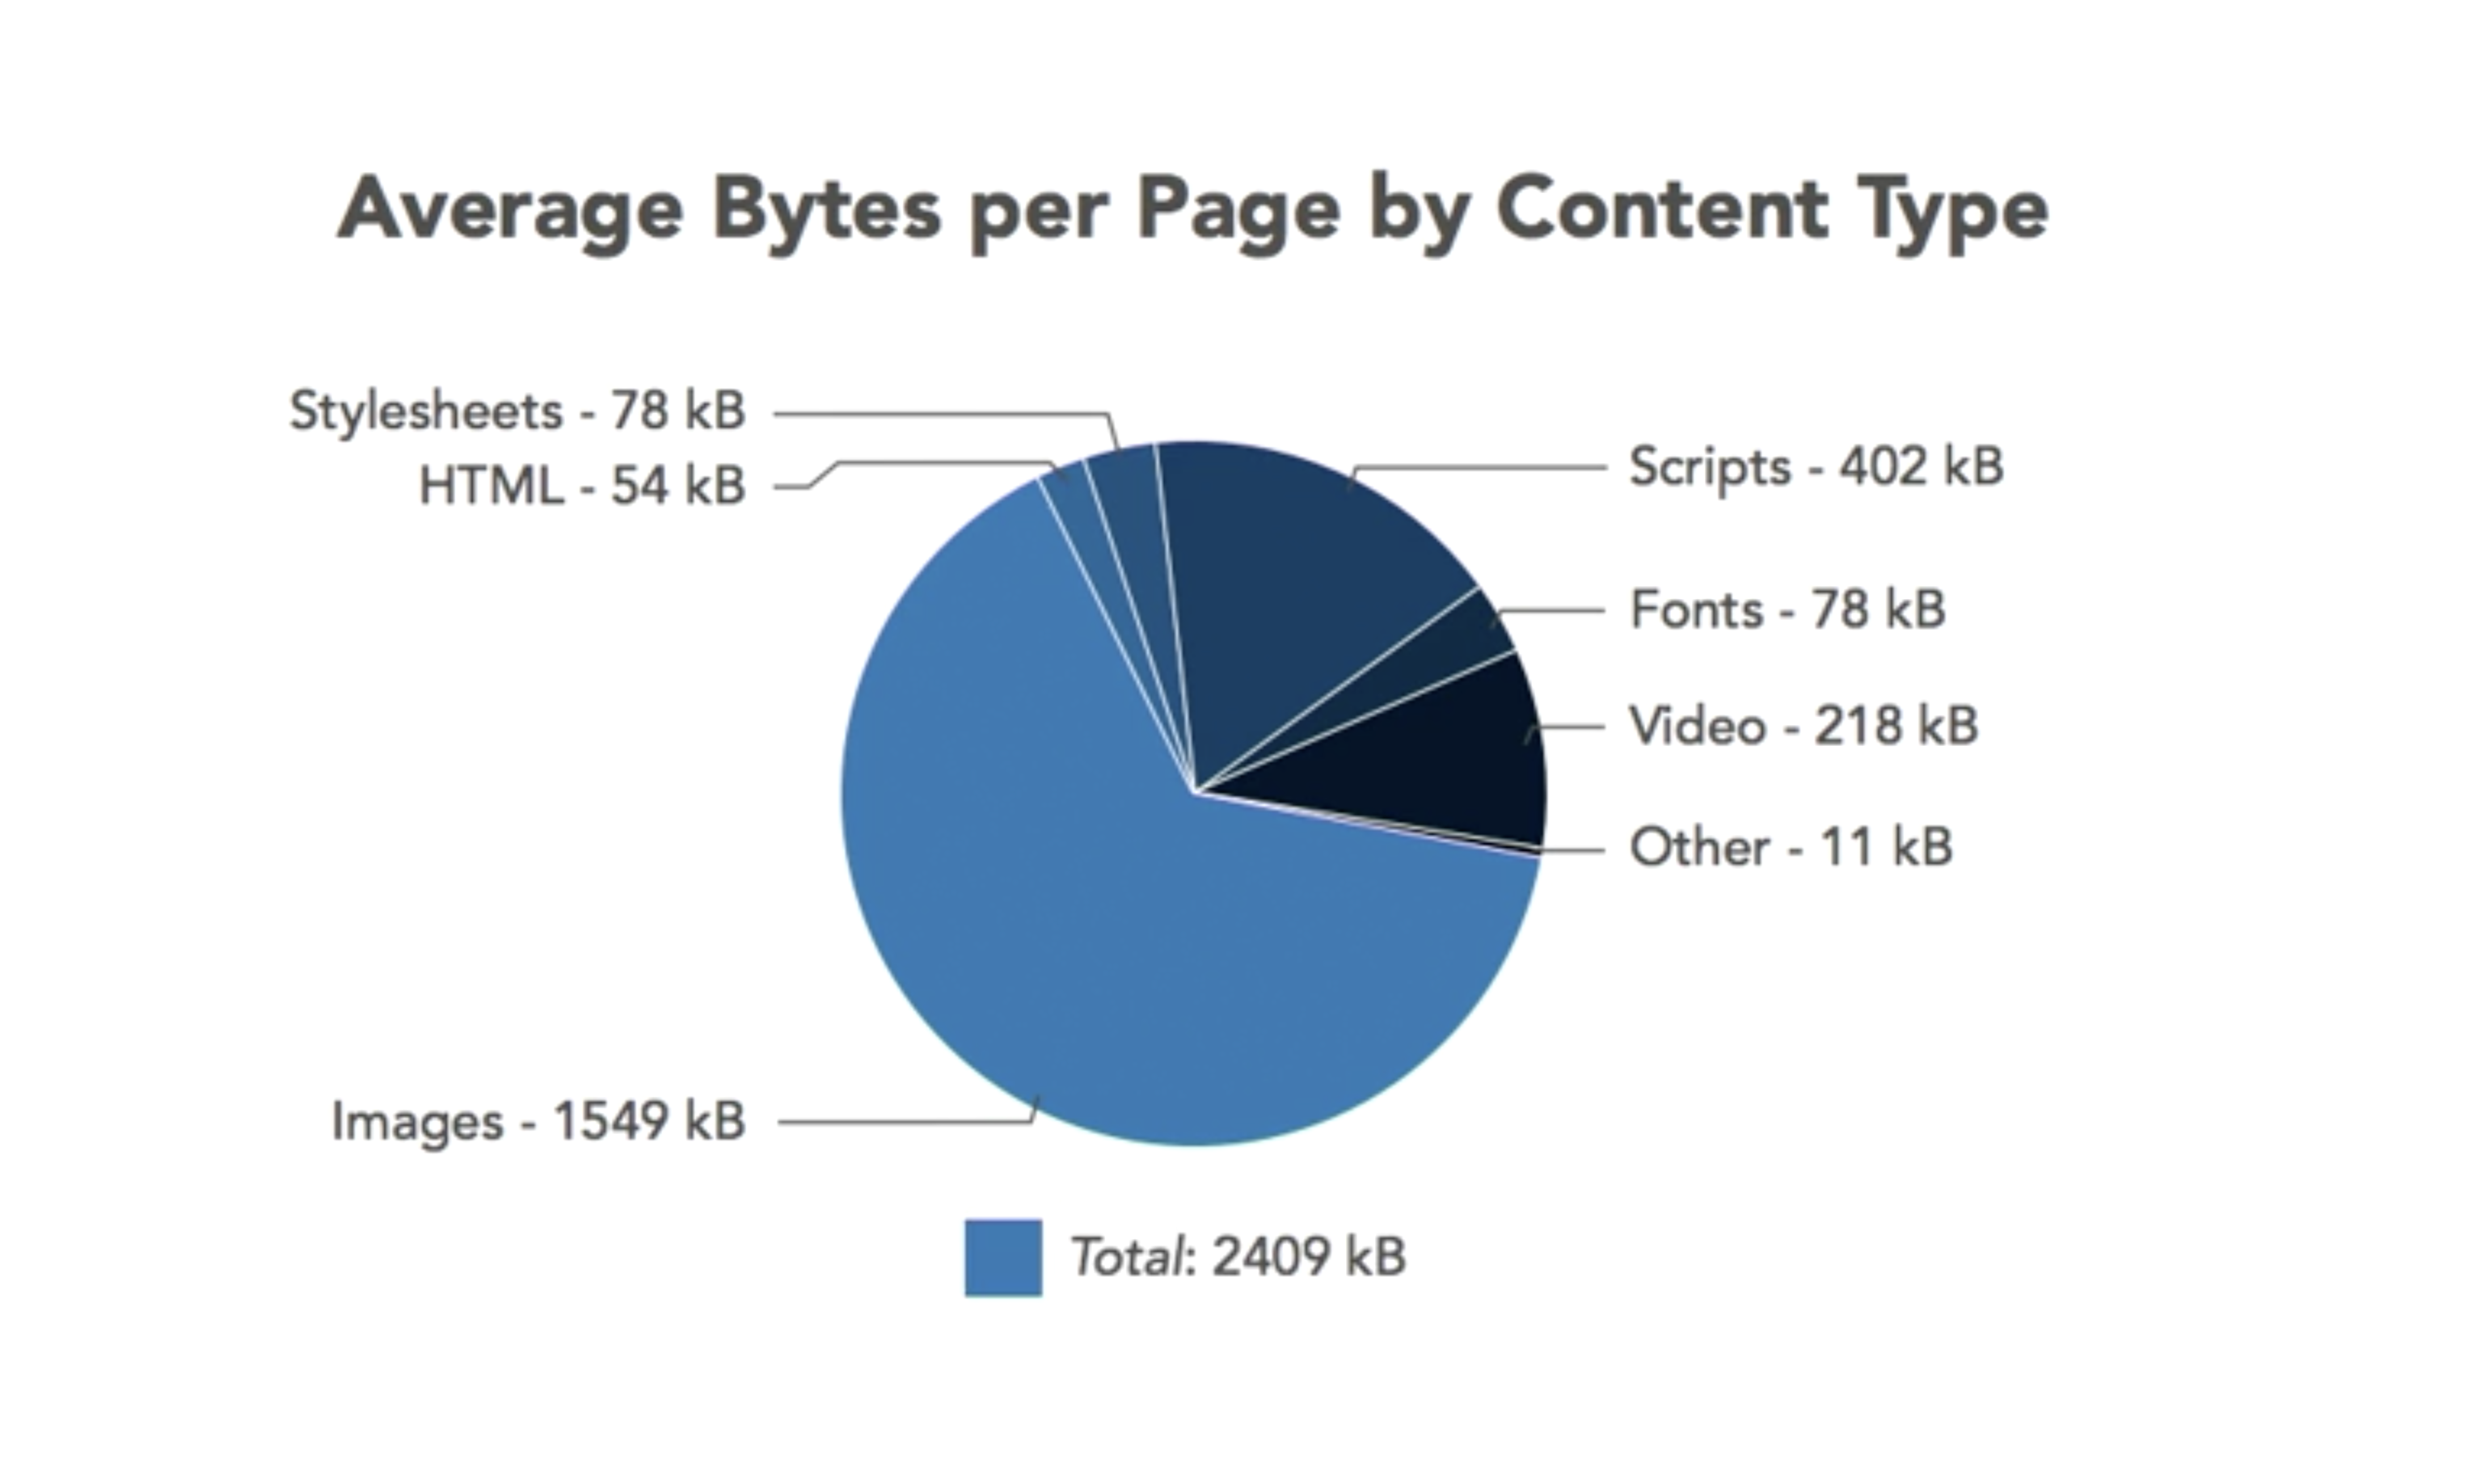 Average Bytes per Page by Content Type
Stylesheets - 78 kB
HTML - 54 kB
Scripts - 402 kB
Fonts - 78 kB
Video - 218 kB
Other - 11 kB
Images - 1549 kB
Total: 2409 kB